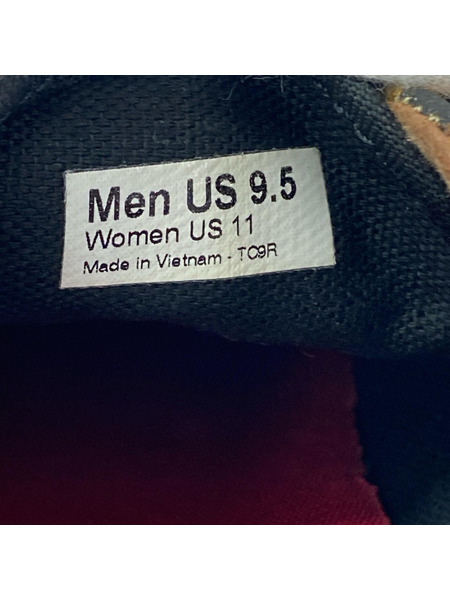 Men US 9.5
Women US 11
Made in Vietnam - TC9R